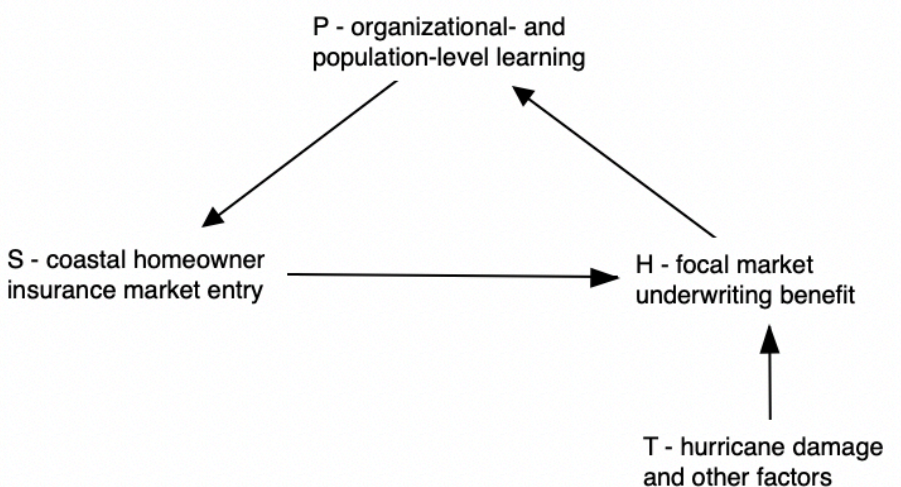 P - organizational- and
population-level learning
S - coastal homeowner
insurance market entry
H - focal market
underwriting benefit
T - hurricane damage
and other factors